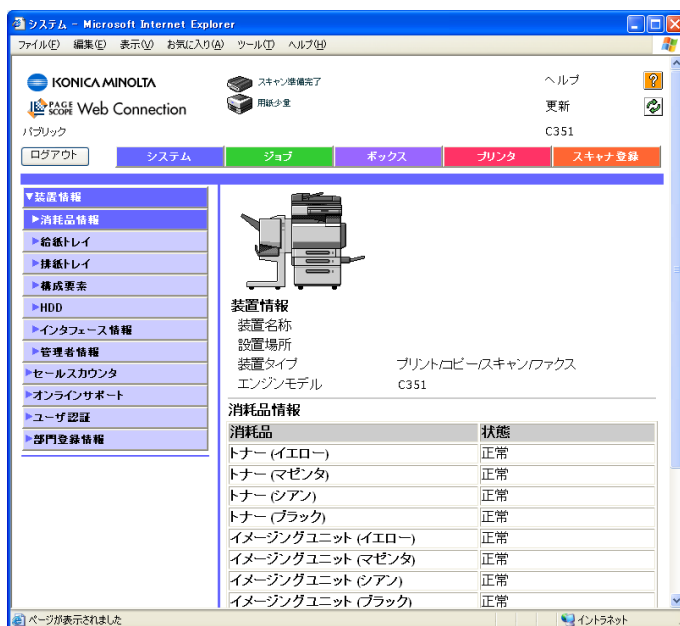 システム - Microsoft Internet Explorer
ファイル(F) 編集(E) 表示(V) お気に入り(A) ツール(T) ヘルプ(H)
KONICA MINOLTA
スキャン準備完了
ヘルプ
PAGE SCOPE Web Connection
用紙少量
更新
パブリック
C351
ログアウト
システム
ジョブ
ボックス
プリンタ
スキャナ登録
▼装置情報
▶消耗品情報
▶給紙トレイ
▶排紙トレイ
▶構成要素
▶HDD
▶インタフェース情報
▶管理者情報
▶セールスカウンタ
▶オンラインサポート
▶ユーザ認証
▶部門登録情報
装置情報
装置名称
設置場所
装置タイプ プリント/コピー/スキャン/ファクス
エンジンモデル C351
消耗品情報
消耗品 状態
トナー (イエロー) 正常
トナー (マゼンタ) 正常
トナー (シアン) 正常
トナー (ブラック) 正常
イメージングユニット (イエロー) 正常
イメージングユニット (マゼンタ) 正常
イメージングユニット (シアン) 正常
イメージングユニット (ブラック) 正常
ページが表示されました
イントラネット